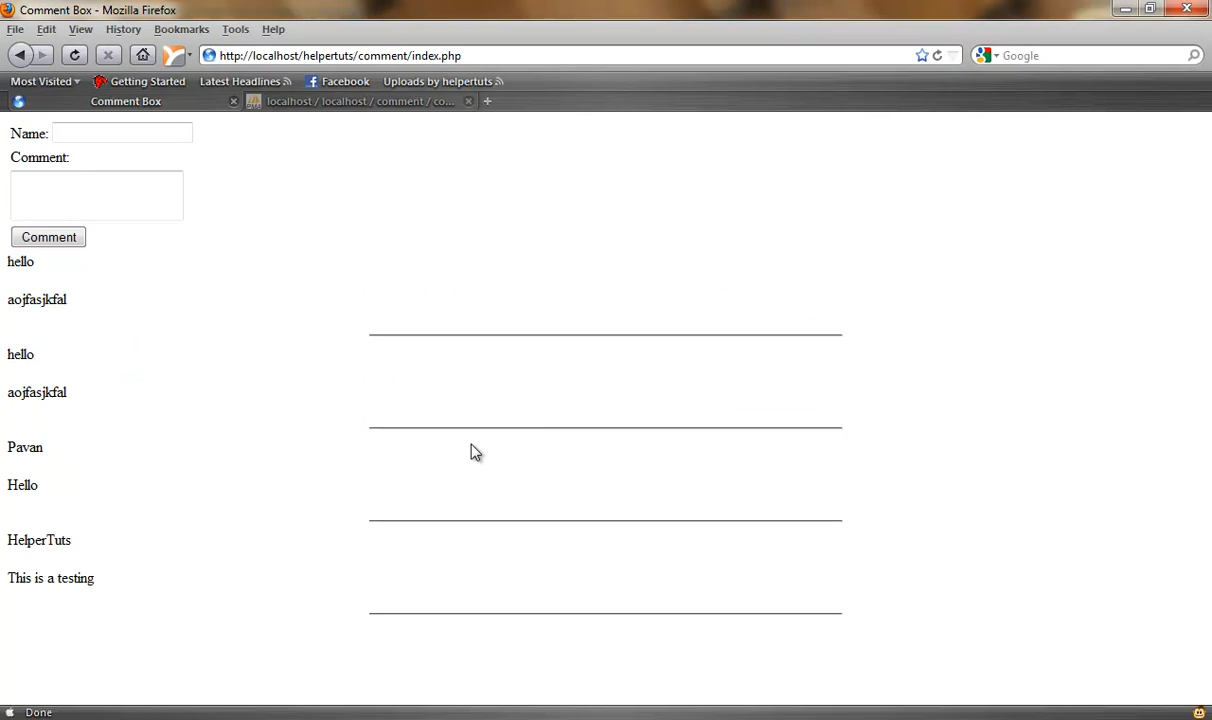 Comment Box - Mozilla Firefox
File Edit View History Bookmarks Tools Help
http://localhost/helpertuts/comment/index.php
Google
Most Visited Getting Started Latest Headlines Facebook Uploads by helpertuts
Comment Box
localhost / localhost / comment / co...
Name:
Comment:
Comment
hello
aojfasjkfal
hello
aojfasjkfal
Pavan
Hello
HelperTuts
This is a testing
Done